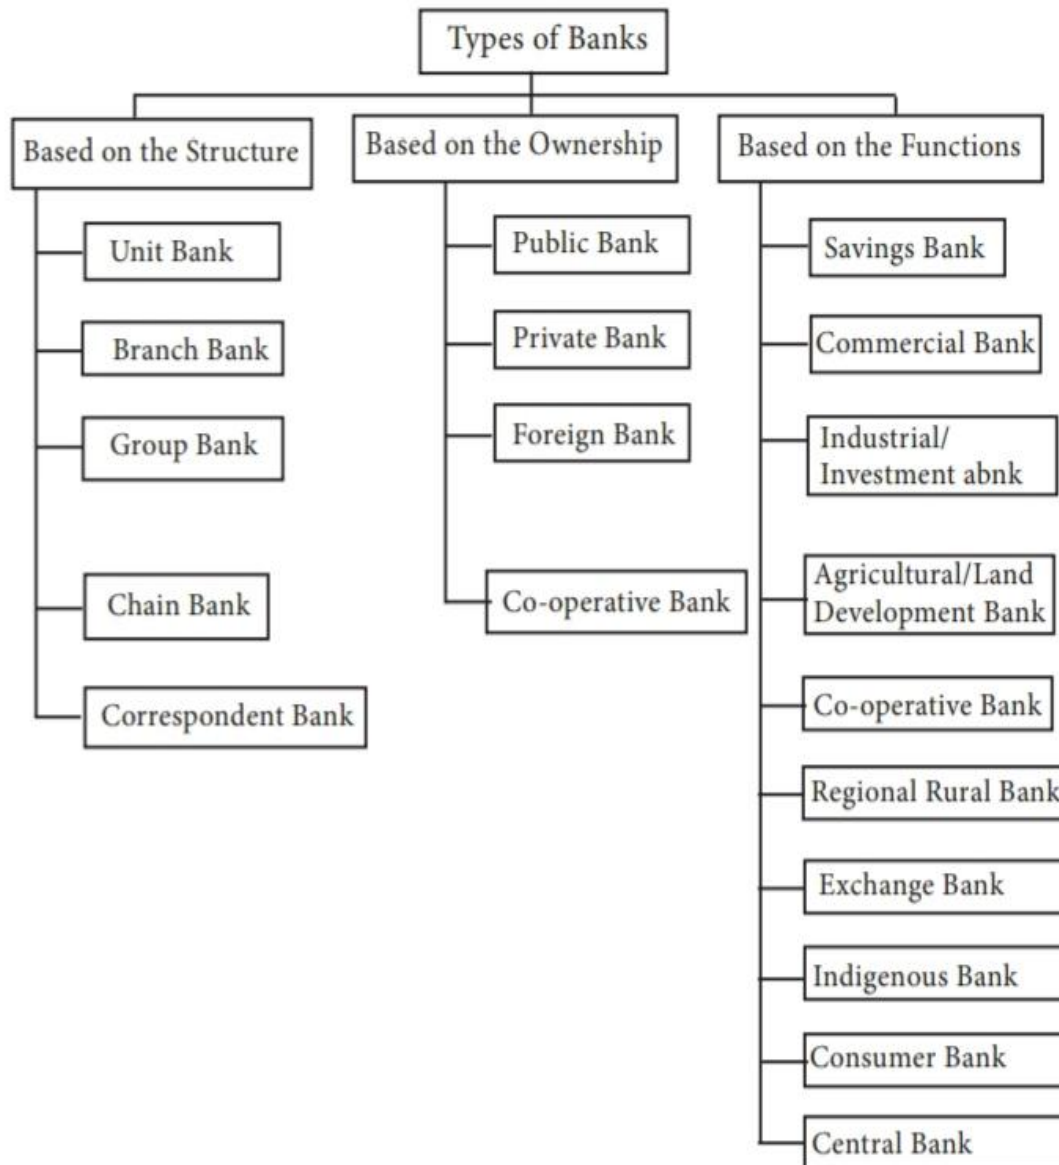 Types of Banks
Based on the Structure
Unit Bank
Branch Bank
Group Bank
Chain Bank
Correspondent Bank
Based on the Ownership
Public Bank
Private Bank
Foreign Bank
Co-operative Bank
Based on the Functions
Savings Bank
Commercial Bank
Industrial/
Investment abnk
Agricultural/Land
Development Bank
Co-operative Bank
Regional Rural Bank
Exchange Bank
Indigenous Bank
Consumer Bank
Central Bank